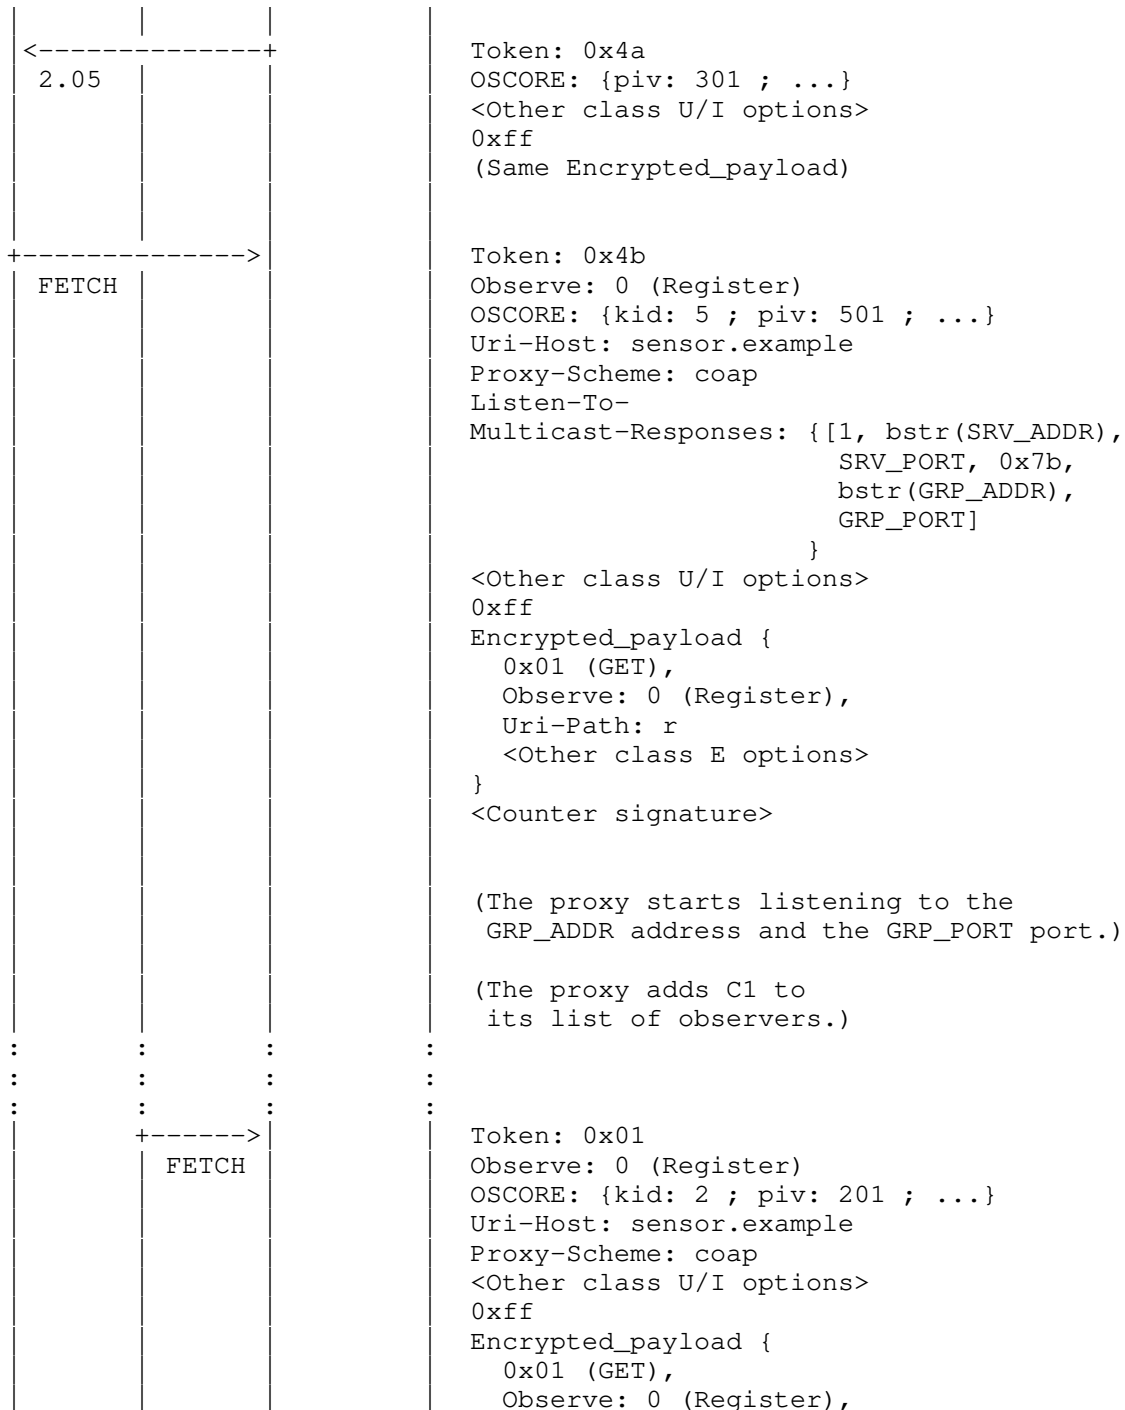 Token: 0x4a
2.05 OSCORE: {piv: 301 ; ...}
<Other class U/I options>
0xff
(Same Encrypted_payload)
Token: 0x4b
FETCH Observe: 0 (Register)
OSCORE: {kid: 5 ; piv: 501 ; ...}
Uri-Host: sensor.example
Proxy-Scheme: coap
Listen-To-
Multicast-Responses: {[1, bstr(SRV_ADDR),
SRV_PORT, 0x7b,
bstr(GRP_ADDR),
GRP_PORT]
}
<Other class U/I options>
0xff
Encrypted_payload {
0x01 (GET),
Observe: 0 (Register),
Uri-Path: r
<Other class E options>
}
<Counter signature>
(The proxy starts listening to the
GRP_ADDR address and the GRP_PORT port.)
(The proxy adds C1 to
its list of observers.)
Token: 0x01
FETCH Observe: 0 (Register)
OSCORE: {kid: 2 ; piv: 201 ; ...}
Uri-Host: sensor.example
Proxy-Scheme: coap
<Other class U/I options>
0xff
Encrypted_payload {
0x01 (GET),
Observe: 0 (Register),